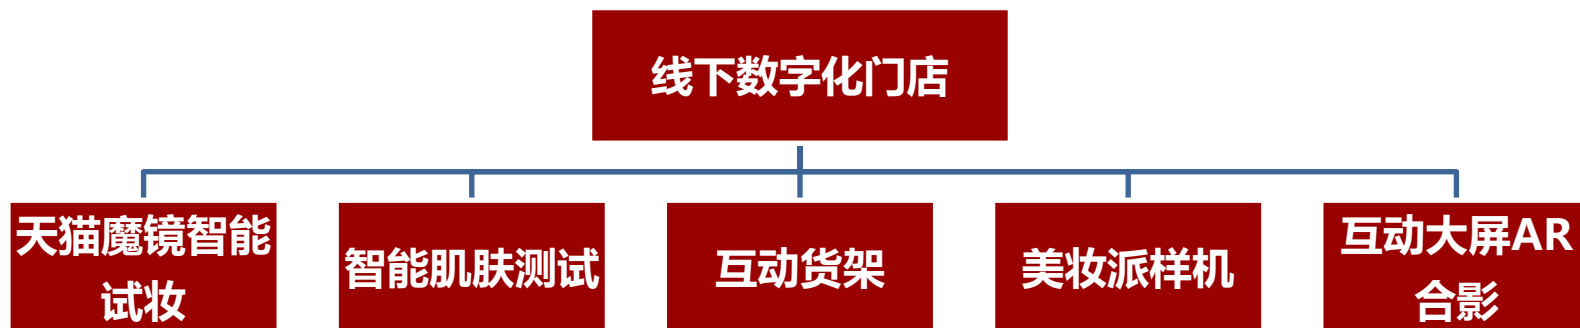 线下数字化门店
天猫魔镜智能
试妆
智能肌肤测试
互动货架
美妆派样机
互动大屏AR
合影